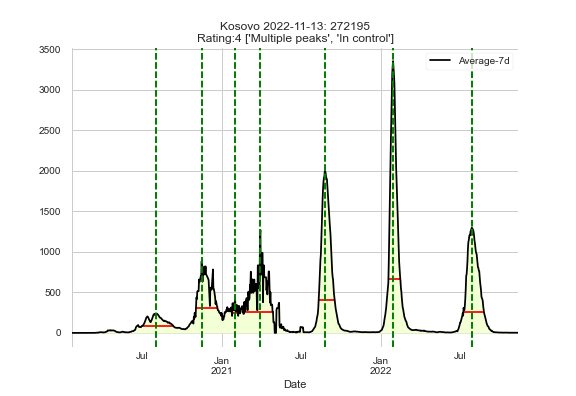 Kosovo 2022-11-13: 272195
Rating:4 ['Multiple peaks', 'In control']
3500
3000
2500
2000
1500
1000
500
0
Average-7d
Jul
Jan
2021
Jul
Jan
2022
Jul
Date